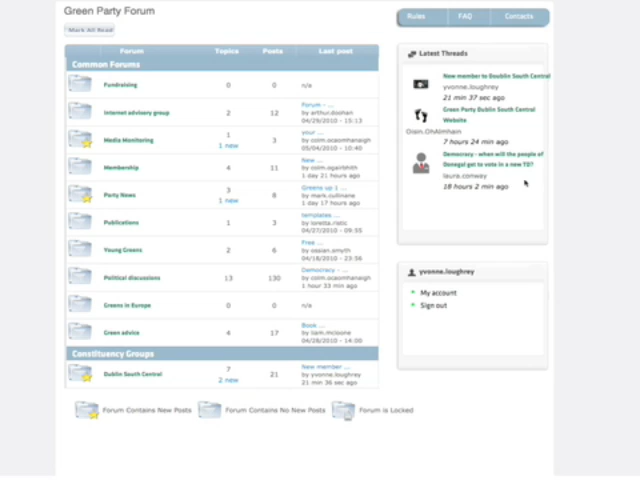 Green Party Forum
Rules FAQ Contacts
Mark All Read
Forum Topics Posts Last post
Common Forums
Fundraising 0 0 n/a
Internet advisory group 2 12 Forum - ...
by arthur.doohan
04/29/2010 - 15:13
Media Monitoring 1
1 new 3 your ...
by colm.ocaomhanaigh
05/04/2010 - 10:40
Membership 4 11 New ...
by colm.ogairbhith
1 day 21 hours ago
Party News 3
1 new 8 Greens up 1 ...
by mark.cullinane
1 day 17 hours ago
Publications 1 3 templates ...
by loretta.ristic
04/27/2010 - 09:55
Young Greens 2 6 Free ...
by ossian.smyth
04/18/2010 - 23:56
Political discussions 13 130 Democracy - ...
by colm.ocaomhanaigh
1 hour 33 min ago
Greens in Europe 0 0 n/a
Green advice 4 17 Book ...
by liam.mcloone
04/28/2010 - 14:00
Constituency Groups
Dublin South Central 7
2 new 21 New member ...
by yvonne.loughrey
21 min 36 sec ago
Forum Contains New Posts Forum Contains No New Posts Forum is Locked
Latest Threads
New member to Doublin South Central
yvonne.loughrey
21 min 37 sec ago
Green Party Dublin South Central
Website
Oisin.OhAlmhain
7 hours 24 min ago
Democracy - when will the people of
Donegal get to vote in a new TD?
laura.conway
18 hours 2 min ago
yvonne.loughrey
My account
Sign out